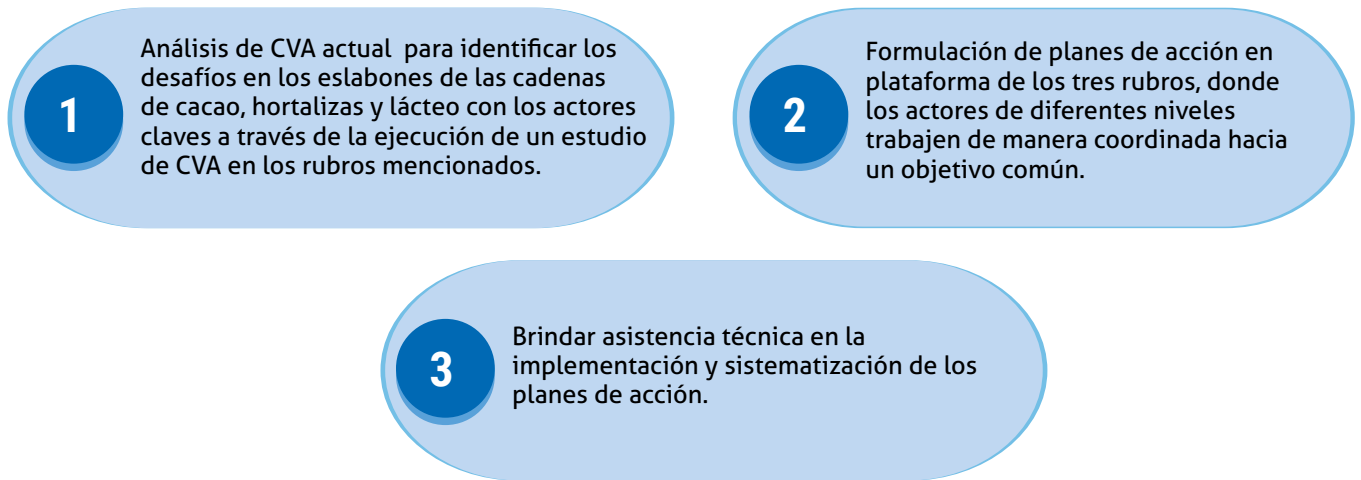 1
Análisis de CVA actual para identificar los
desafíos en los eslabones de las cadenas
de cacao, hortalizas y lácteo con los actores
claves a través de la ejecución de un estudio
de CVA en los rubros mencionados.
2
Formulación de planes de acción en
plataforma de los tres rubros, donde
los actores de diferentes niveles
trabajen de manera coordinada hacia
un objetivo común.
3
Brindar asistencia técnica en la
implementación y sistematización de los
planes de acción.